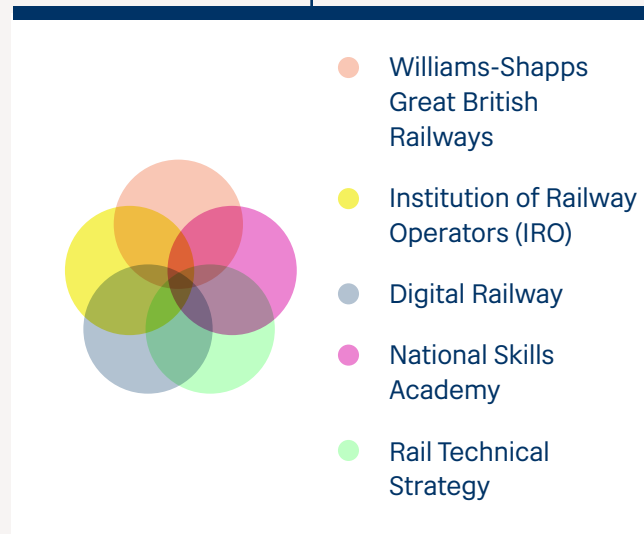 Williams-Shapps
Great British
Railways
Institution of Railway
Operators (IRO)
Digital Railway
National Skills
Academy
Rail Technical
Strategy